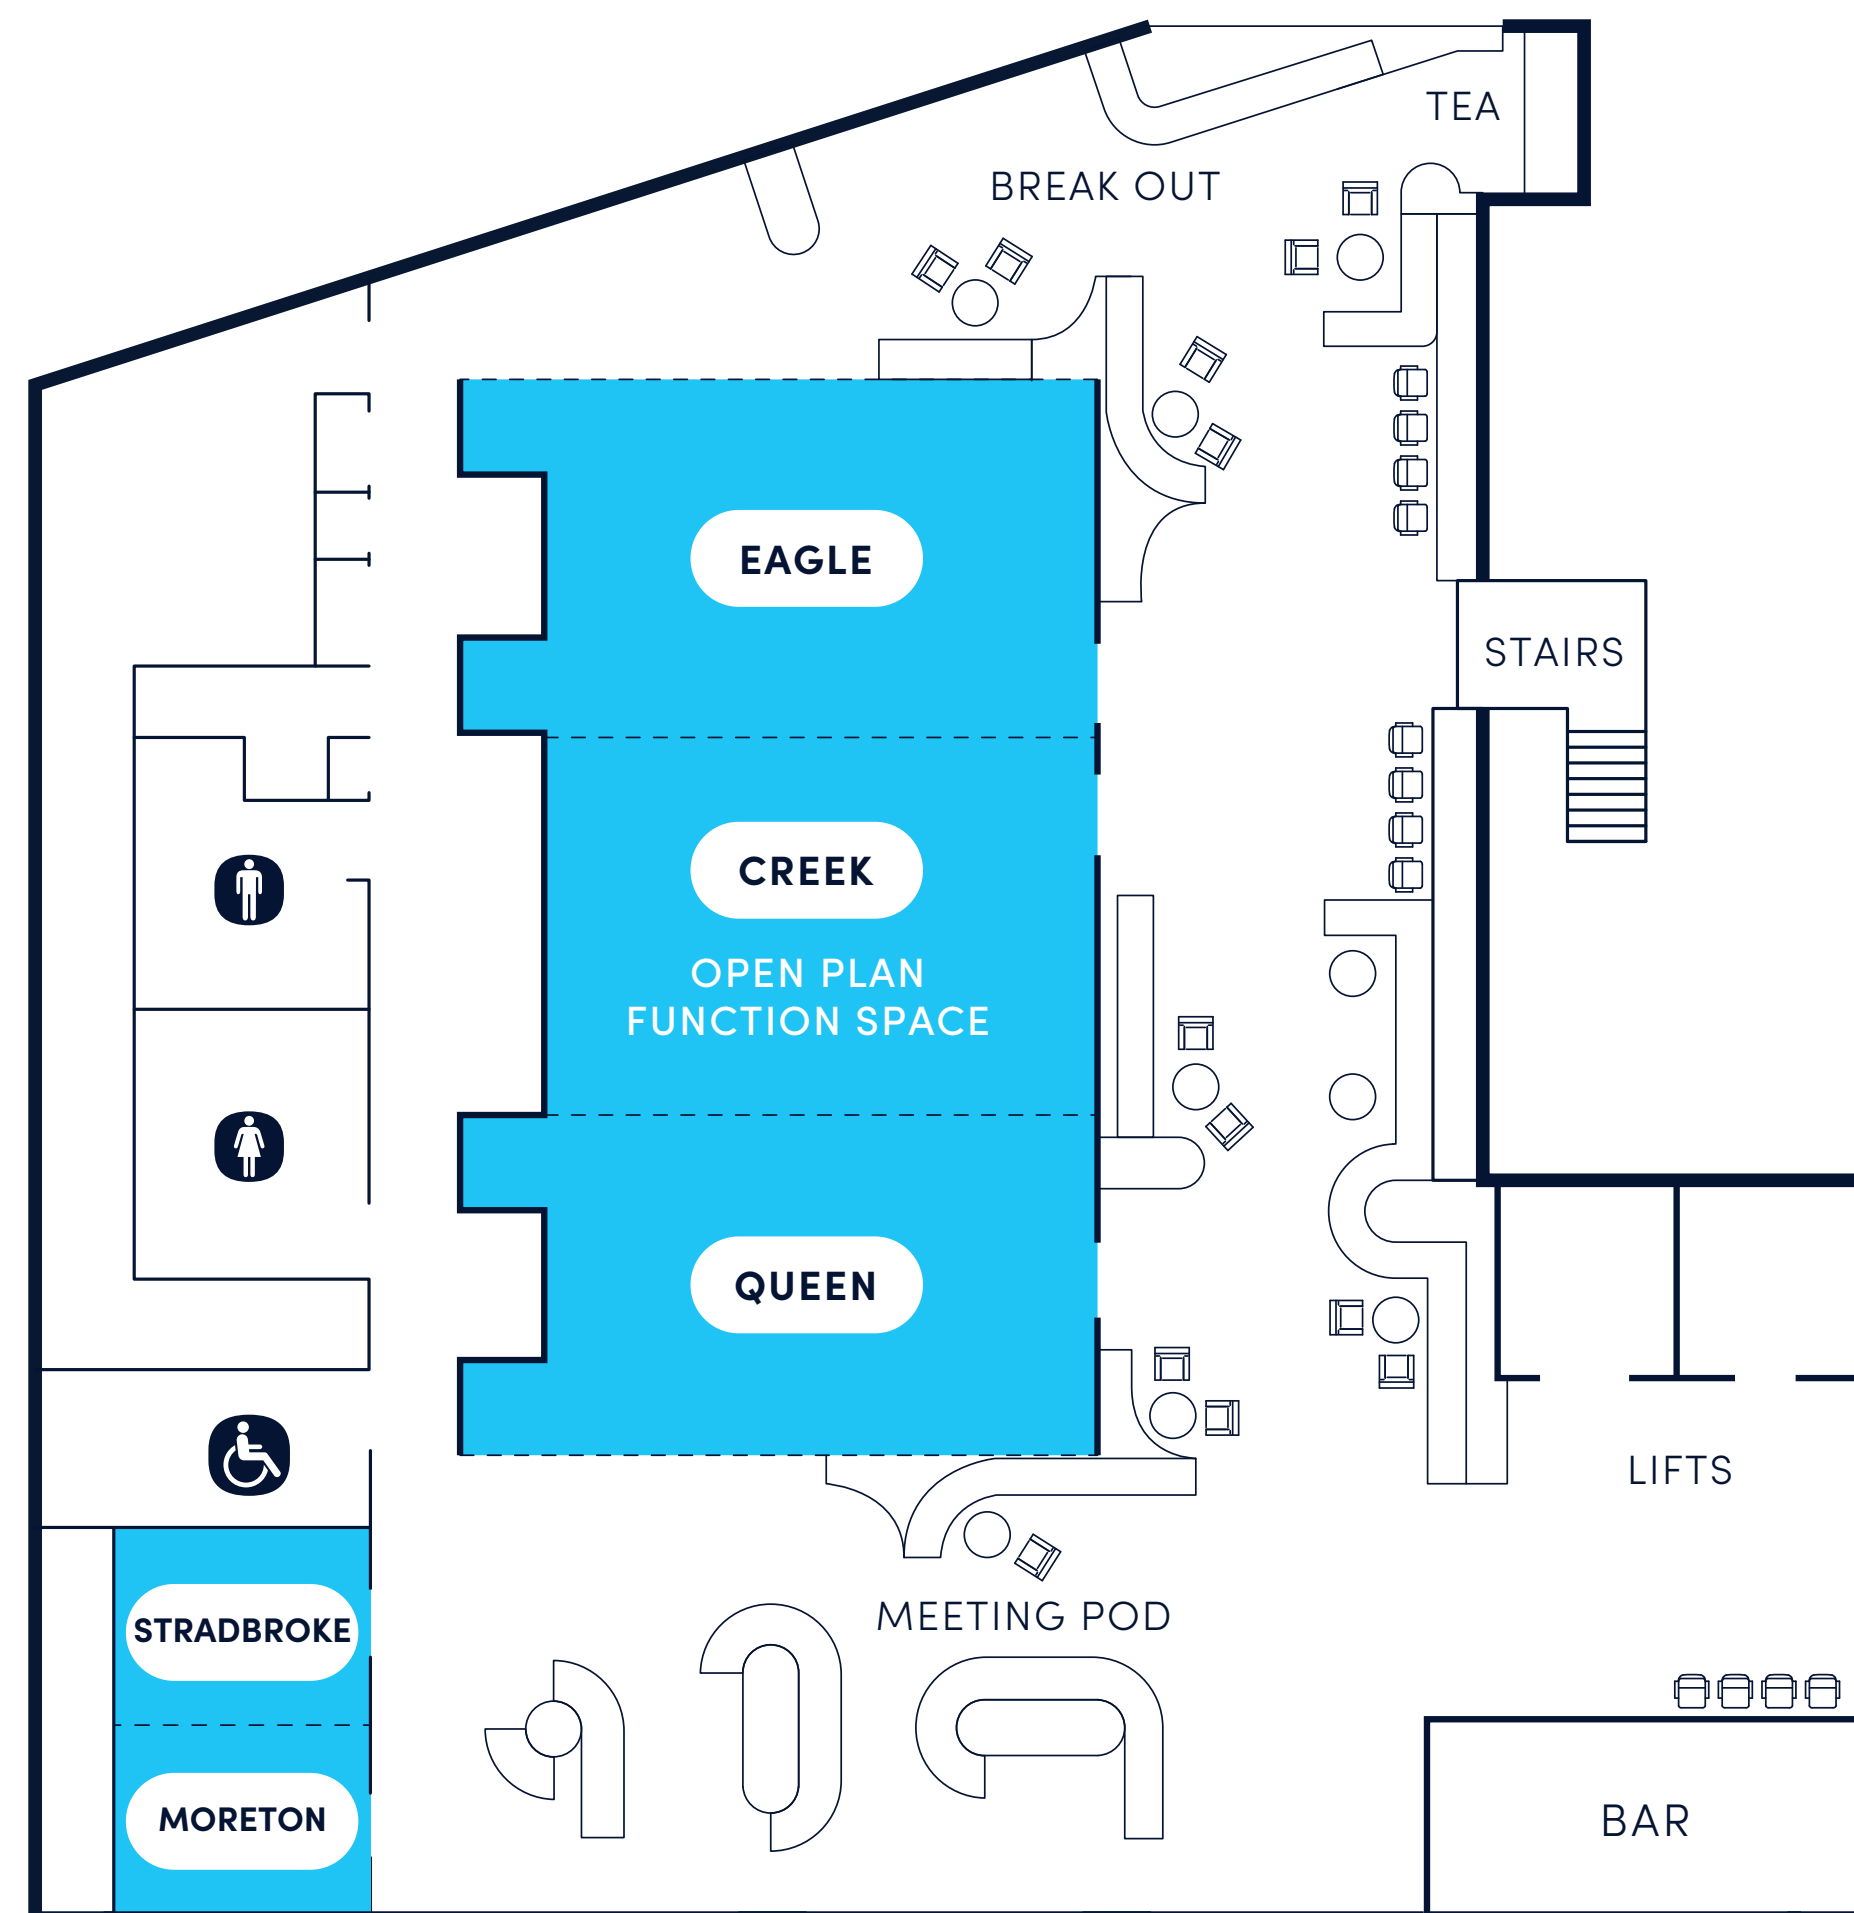 TEA
BREAK OUT
EAGLE
STAIRS
CREEK
OPEN PLAN
FUNCTION SPACE
QUEEN
LIFTS
MEETING POD
STRADBROKE
MORETON
BAR